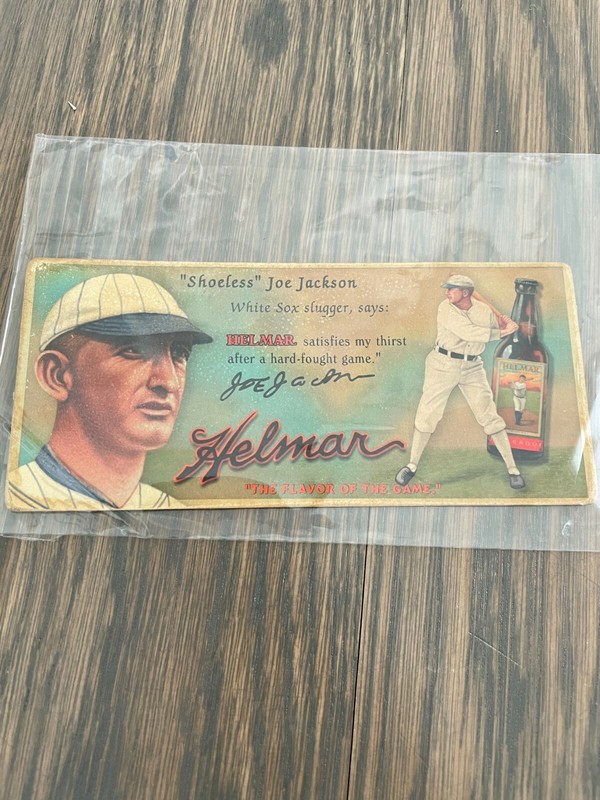 "Shoeless" Joe Jackson
White Sox slugger, says:
HELMAR satisfies my thirst
after a hard-fought game."
Joe Jackson
Helmar
"THE FLAVOR OF THE GAME."
HELMAR